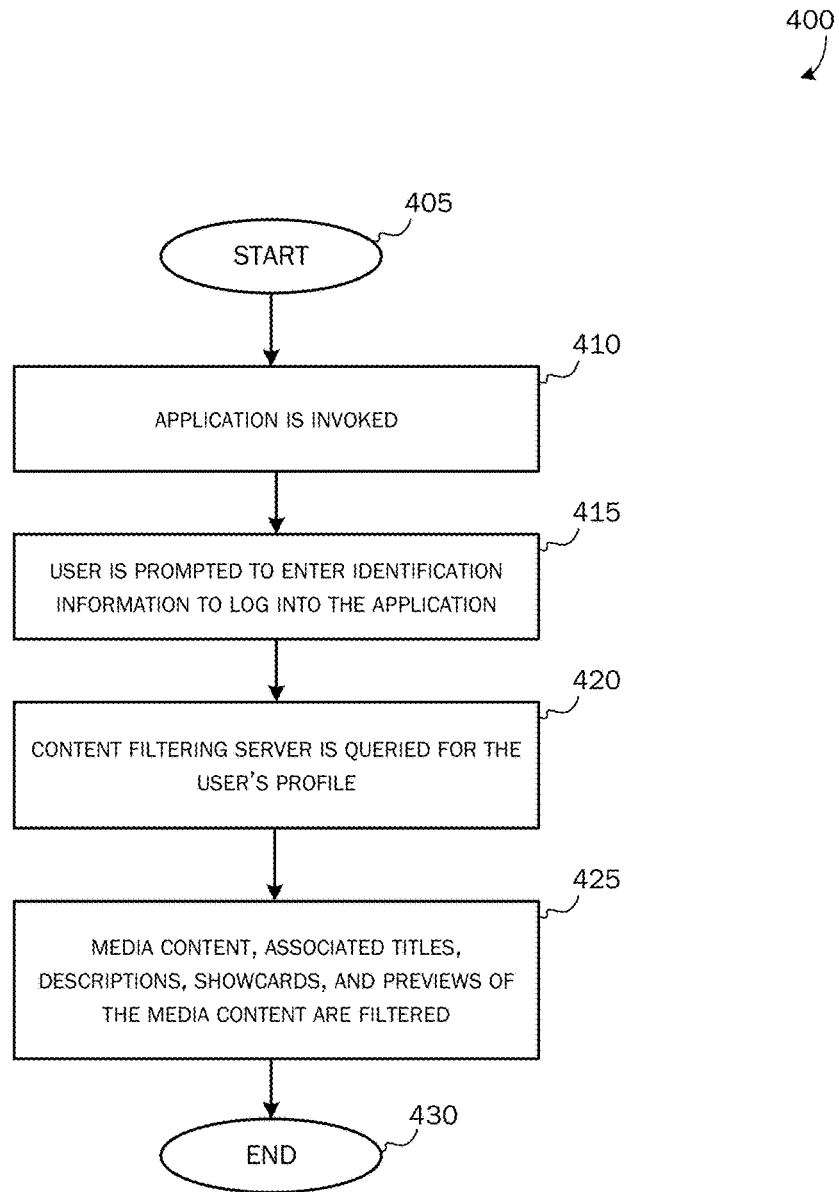 400
405
START
410
APPLICATION IS INVOKED
415
USER IS PROMPTED TO ENTER IDENTIFICATION
INFORMATION TO LOG INTO THE APPLICATION
420
CONTENT FILTERING SERVER IS QUERIED FOR THE
USER'S PROFILE
425
MEDIA CONTENT, ASSOCIATED TITLES,
DESCRIPTIONS, SHOWCARDS, AND PREVIEWS OF
THE MEDIA CONTENT ARE FILTERED
430
END